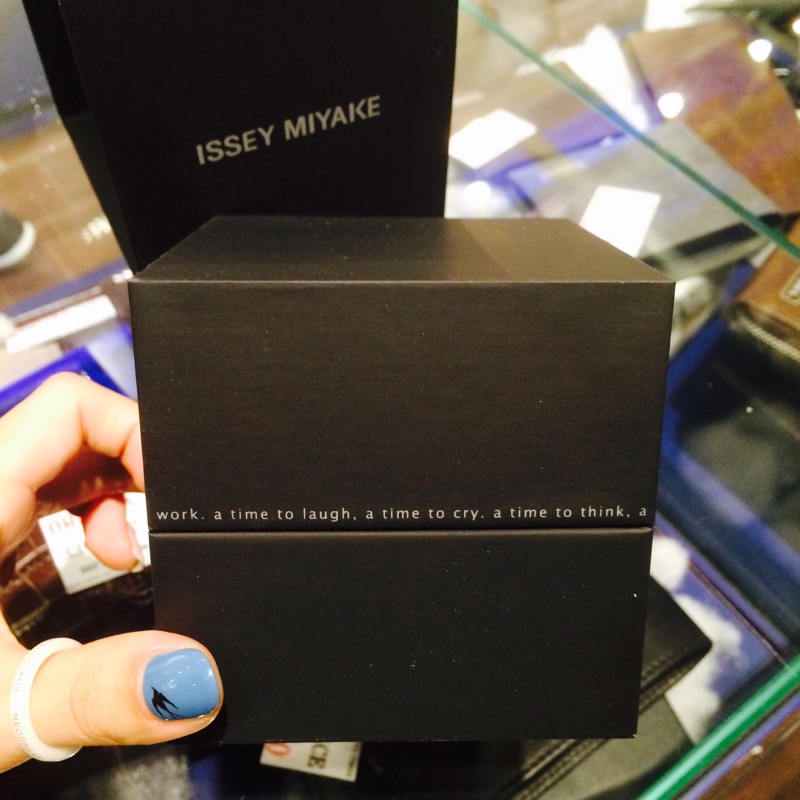 ISSEY MIYAKE
work. a time to laugh, a time to cry. a time to think, a